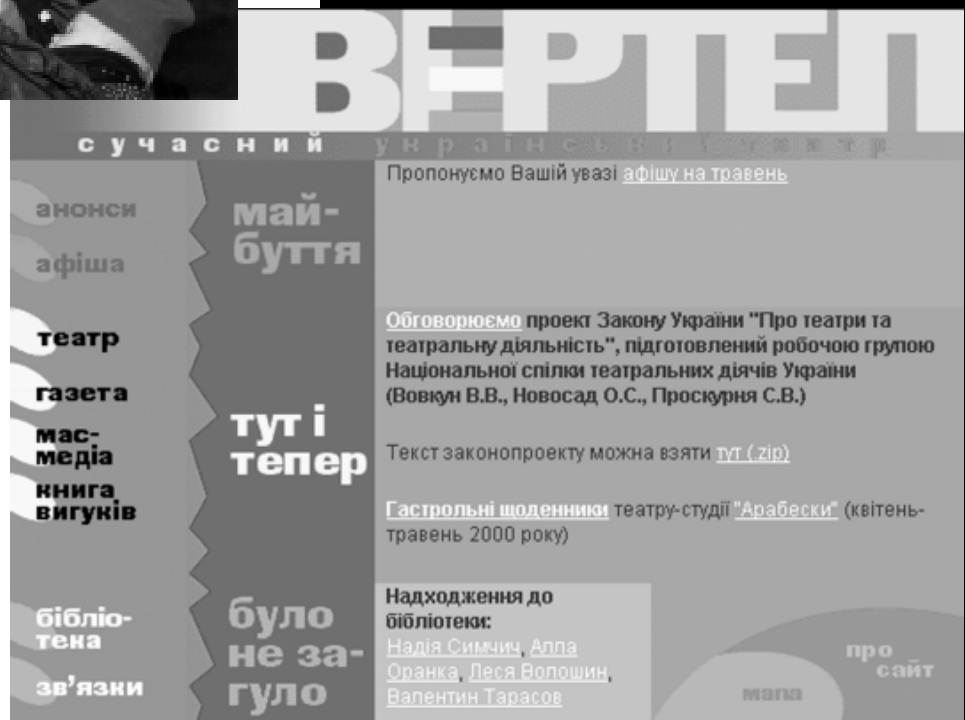 ВЕРТЕП
сучасний український театр
анонси
афіша
театр
газета
мас-
медіа
книга
вигуків
бібліо-
тека
зв'язки
май-
буття
Пропонуємо Вашій увазі афішу на травень
тут і
тепер
Обговорюємо проект Закону України "Про театри та
театральну діяльність", підготовлений робочою групою
Національної спілки театральних діячів України
(Вовкун В.В., Новосад О.С., Проскурня С.В.)
Текст законопроекту можна взяти тут (.zip)
Гастрольні щоденники театру-студії "Арабески" (квітень-
травень 2000 року)
було
не за-
гуло
Надходження до
бібліотеки:
Надія Симчич, Алла
Оранка, Леся Волошин,
Валентин Тарасов
про
сайт
мапа